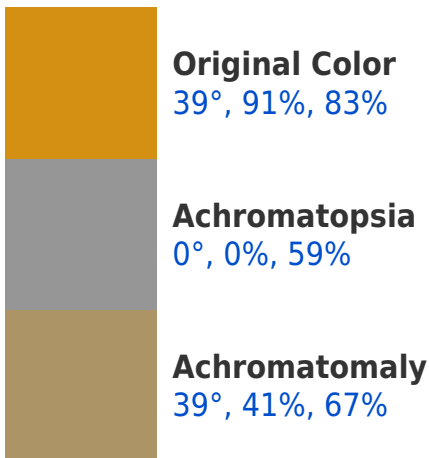 Original Color
39°, 91%, 83%
Achromatopsia
0°, 0%, 59%
Achromatomaly
39°, 41%, 67%